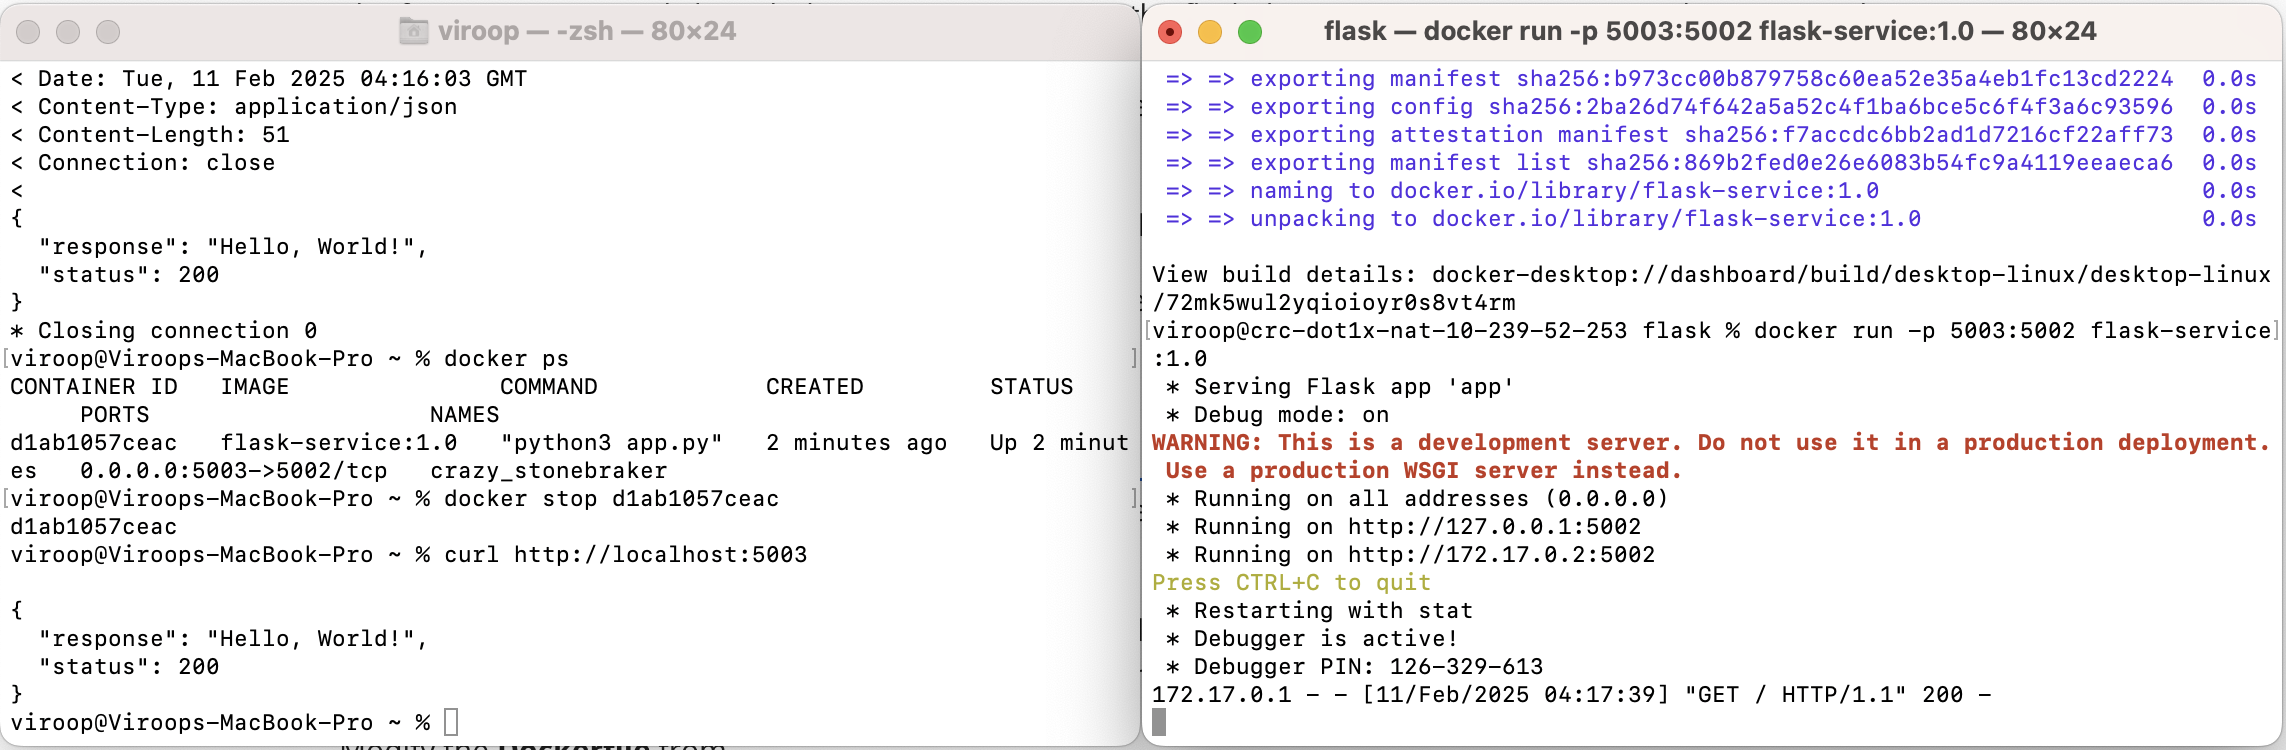 viroop — -zsh — 80×24
< Date: Tue, 11 Feb 2025 04:16:03 GMT
< Content-Type: application/json
< Content-Length: 51
< Connection: close
<
{
  "response": "Hello, World!",
  "status": 200
}
* Closing connection 0
[viroop@Viroops-MacBook-Pro ~ % docker ps ]
CONTAINER ID   IMAGE               COMMAND            CREATED         STATUS
     PORTS                    NAMES
d1ab1057ceac   flask-service:1.0   "python3 app.py"   2 minutes ago   Up 2 minut
es   0.0.0.0:5003->5002/tcp   crazy_stonebraker
[viroop@Viroops-MacBook-Pro ~ % docker stop d1ab1057ceac ]
d1ab1057ceac
viroop@Viroops-MacBook-Pro ~ % curl http://localhost:5003

{
  "response": "Hello, World!",
  "status": 200
}
viroop@Viroops-MacBook-Pro ~ %
flask — docker run -p 5003:5002 flask-service:1.0 — 80×24
 => => exporting manifest sha256:b973cc00b879758c60ea52e35a4eb1fc13cd2224  0.0s
 => => exporting config sha256:2ba26d74f642a5a52c4f1ba6bce5c6f4f3a6c93596  0.0s
 => => exporting attestation manifest sha256:f7accdc6bb2ad1d7216cf22aff73  0.0s
 => => exporting manifest list sha256:869b2fed0e26e6083b54fc9a4119eeaeca6  0.0s
 => => naming to docker.io/library/flask-service:1.0                       0.0s
 => => unpacking to docker.io/library/flask-service:1.0                    0.0s

View build details: docker-desktop://dashboard/build/desktop-linux/desktop-linux
/72mk5wul2yqioioyr0s8vt4rm
[viroop@crc-dot1x-nat-10-239-52-253 flask % docker run -p 5003:5002 flask-service]
:1.0
 * Serving Flask app 'app'
 * Debug mode: on
WARNING: This is a development server. Do not use it in a production deployment.
 Use a production WSGI server instead.
 * Running on all addresses (0.0.0.0)
 * Running on http://127.0.0.1:5002
 * Running on http://172.17.0.2:5002
Press CTRL+C to quit
 * Restarting with stat
 * Debugger is active!
 * Debugger PIN: 126-329-613
172.17.0.1 - - [11/Feb/2025 04:17:39] "GET / HTTP/1.1" 200 -
Modify the Dockerfile from